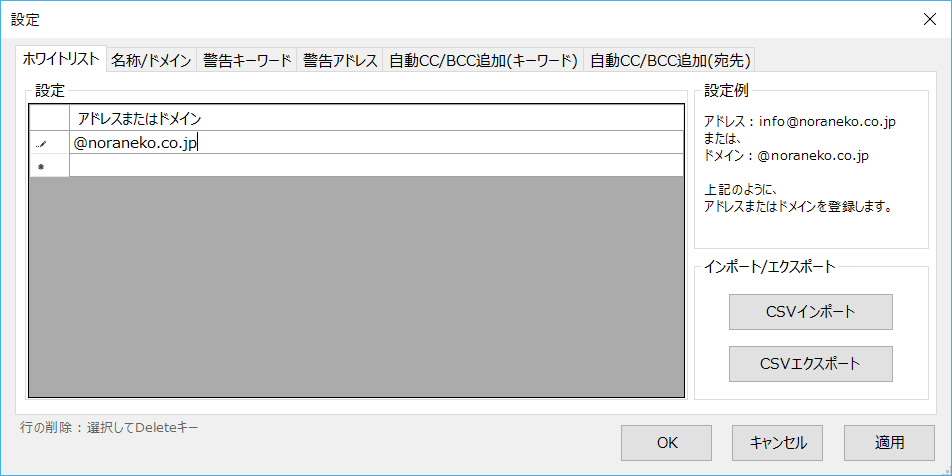 設定
ホワイトリスト 名称/ドメイン 警告キーワード 警告アドレス 自動CC/BCC追加(キーワード) 自動CC/BCC追加(宛先)
設定
アドレスまたはドメイン
@noraneko.co.jp
設定例
アドレス : info@noraneko.co.jp
または、
ドメイン : @noraneko.co.jp
上記のように、
アドレスまたはドメインを登録します。
インポート/エクスポート
CSVインポート
CSVエクスポート
行の削除 : 選択してDeleteキー
OK キャンセル 適用